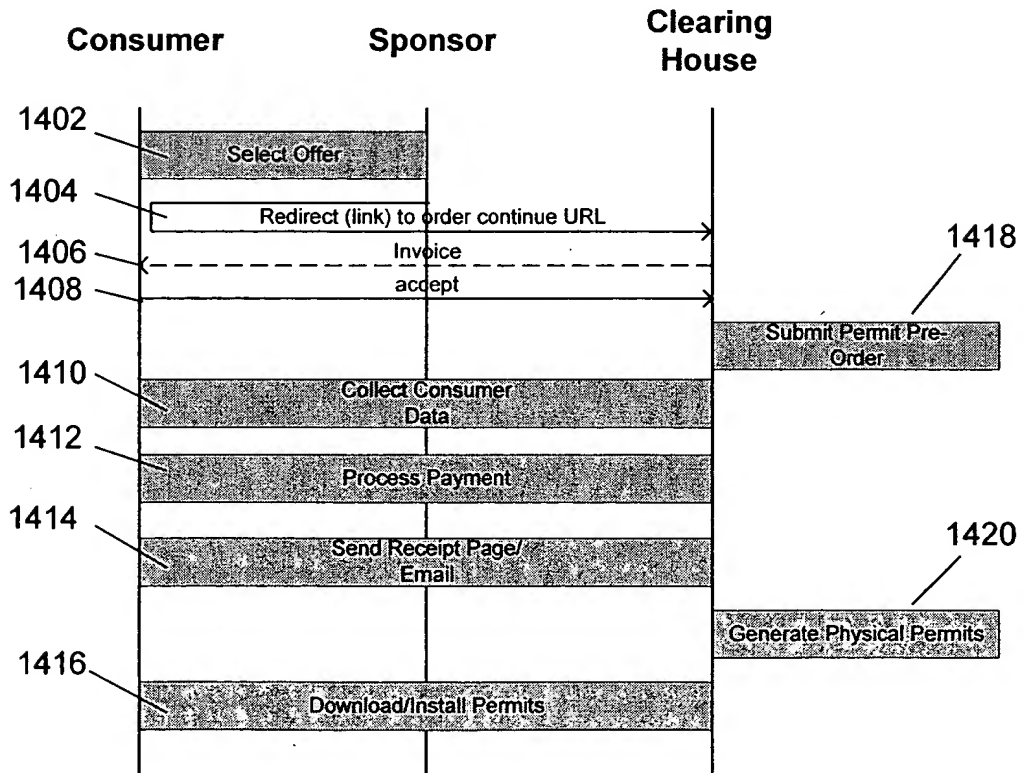 Consumer
Sponsor
Clearing
House
1402
Select Offer
1404
Redirect (link) to order continue URL
1406
Invoice
1418
1408
accept
Submit Permit Pre-
Order
1410
Collect Consumer
Data
1412
Process Payment
1414
Send Receipt Page/
Email
1420
Generate Physical Permits
1416
Download/Install Permits